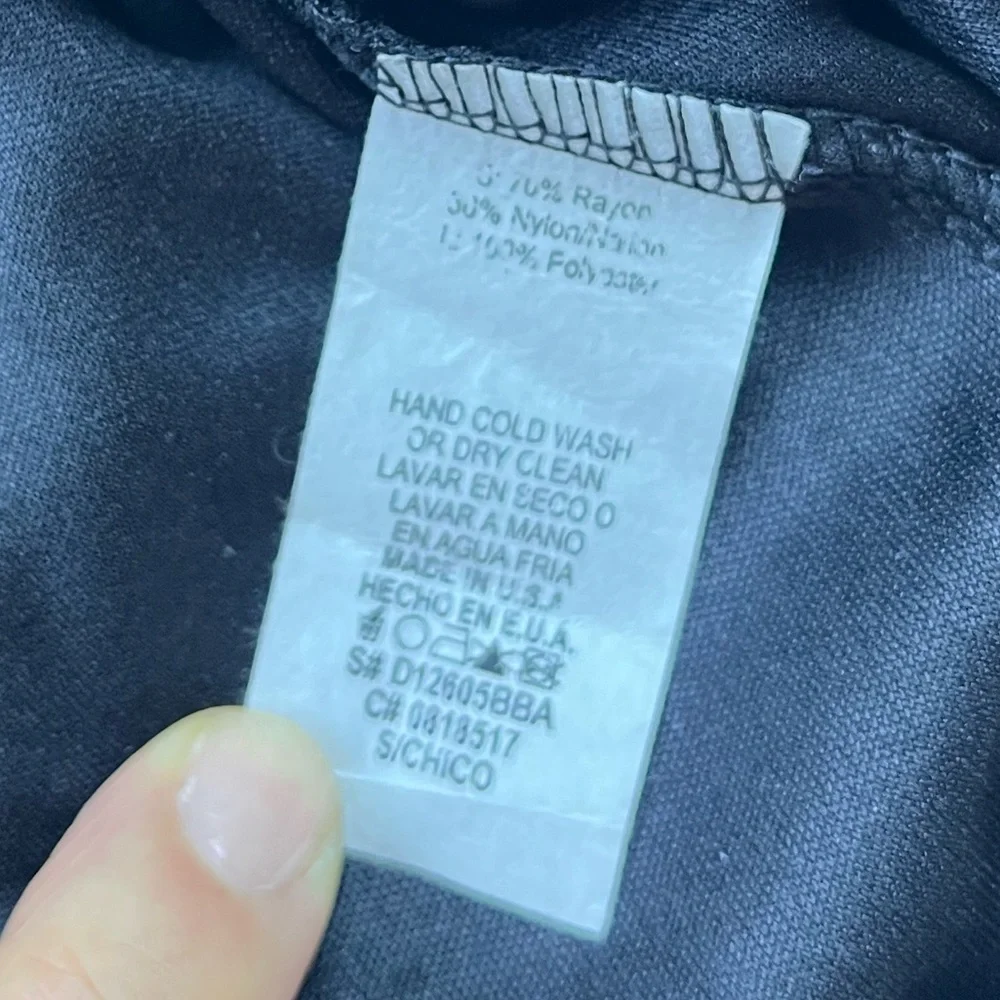 S: 70% Rayon
30% Nylon/Nailon
L: 100% Polyester
HAND COLD WASH
OR DRY CLEAN
LAVAR EN SECO O
LAVAR A MANO
EN AGUA FRIA
MADE IN U.S.A
HECHO EN E.U.A.
S# D12605BBA
C# 0818517
S/CHICO